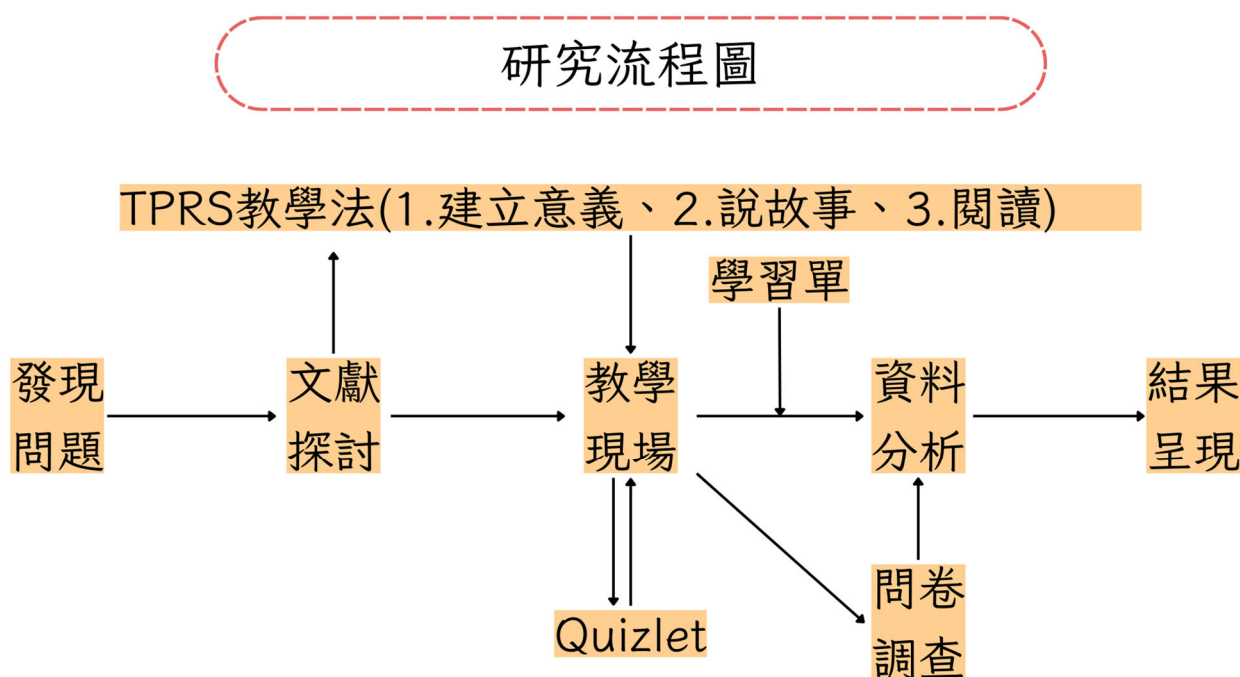 研究流程圖
TPRS教學法(1.建立意義、2.說故事、3.閱讀)
學習單
發現
問題
文獻
探討
教學
現場
資料
分析
結果
呈現
Quizlet
問卷
調查